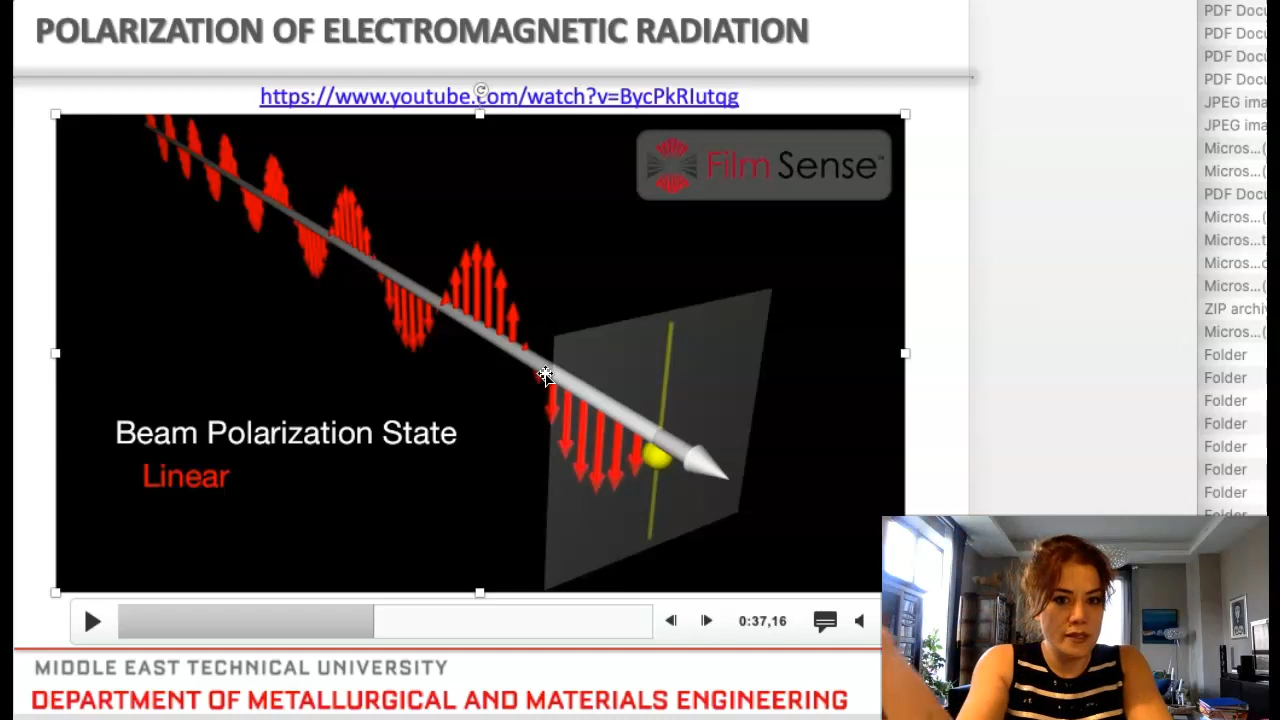 POLARIZATION OF ELECTROMAGNETIC RADIATION
https://www.youtube.com/watch?v=BycPkRIutqg
Film Sense™
Beam Polarization State
Linear
0:37,16
MIDDLE EAST TECHNICAL UNIVERSITY
DEPARTMENT OF METALLURGICAL AND MATERIALS ENGINEERING
PDF Docu
PDF Docu
PDF Docu
PDF Docu
JPEG ima
JPEG ima
Micros...(
Micros...(
PDF Docu
Micros...(
Micros...t
Micros...c
Micros...(
ZIP archi
Micros...(
Folder
Folder
Folder
Folder
Folder
Folder
Folder
Folder